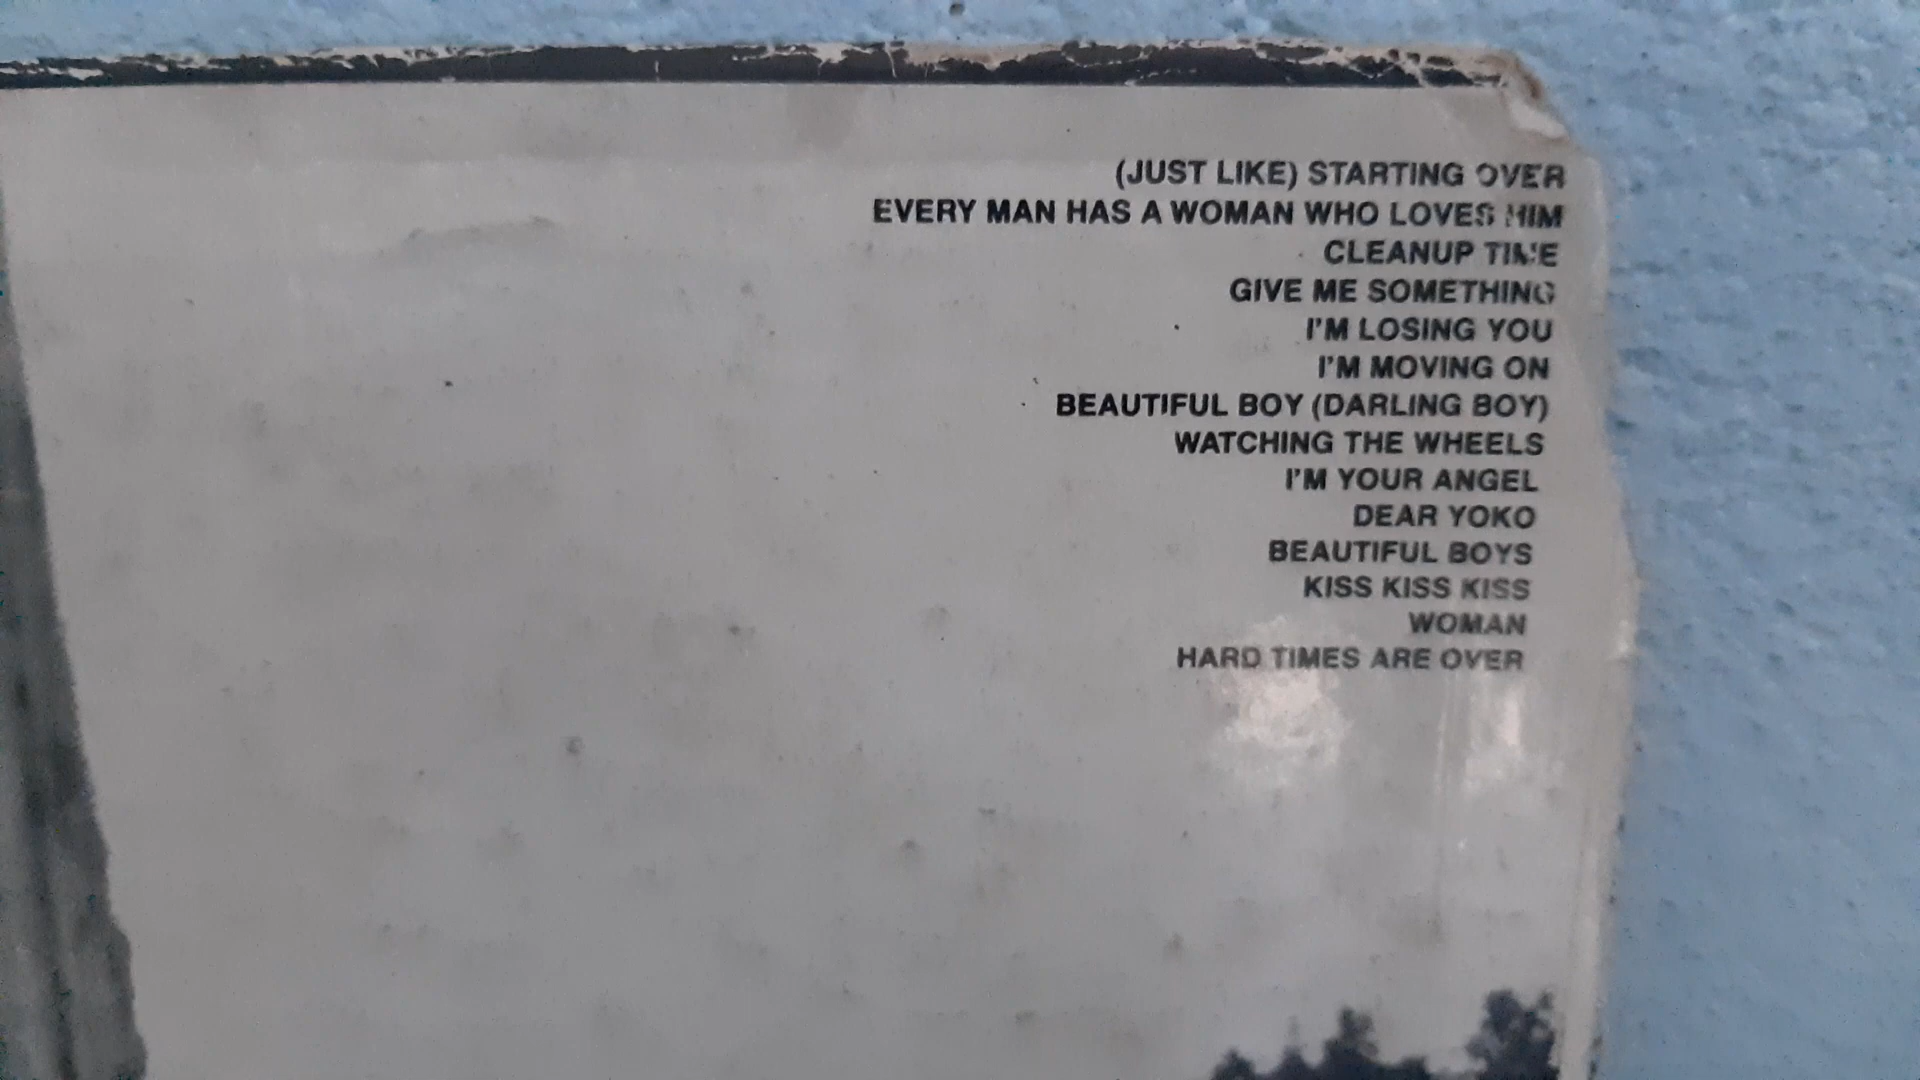 (JUST LIKE) STARTING OVER
EVERY MAN HAS A WOMAN WHO LOVES HIM
CLEANUP TIME
GIVE ME SOMETHING
I'M LOSING YOU
I'M MOVING ON
BEAUTIFUL BOY (DARLING BOY)
WATCHING THE WHEELS
I'M YOUR ANGEL
DEAR YOKO
BEAUTIFUL BOYS
KISS KISS KISS
WOMAN
HARD TIMES ARE OVER